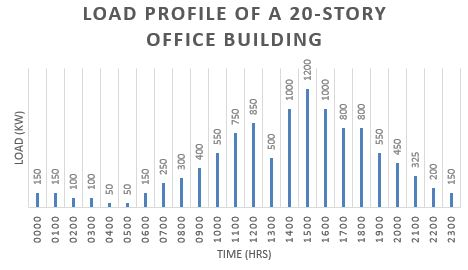 LOAD PROFILE OF A 20-STORY
OFFICE BUILDING
LOAD (KW)
150 150 100 100 50 50 150 250 300 400 550 750 850 500 1000 1200 1000 800 800 550 450 325 200 150
0000 0100 0200 0300 0400 0500 0600 0700 0800 0900 1000 1100 1200 1300 1400 1500 1600 1700 1800 1900 2000 2100 2200 2300
TIME (HRS)